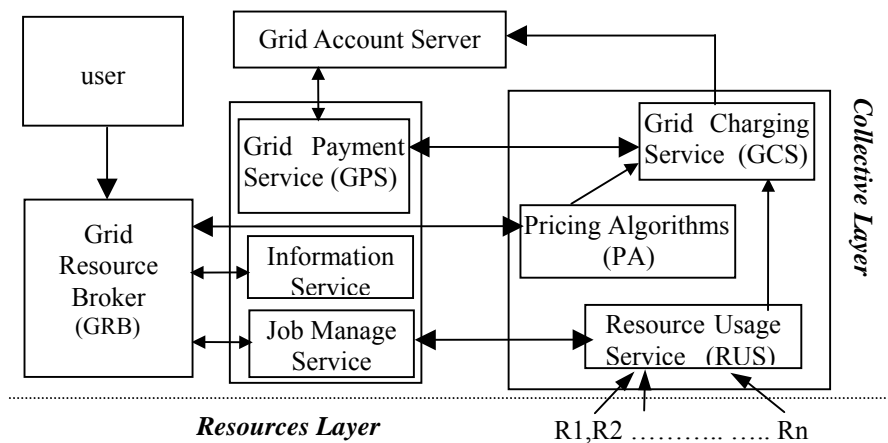 Grid Account Server
user
Grid Payment
Service (GPS)
Grid Charging
Service (GCS)
Collective Layer
Grid
Resource
Broker
(GRB)
Pricing Algorithms
(PA)
Information
Service
Job Manage
Service
Resource Usage
Service (RUS)
Resources Layer
R1,R2 ……….. ….. Rn